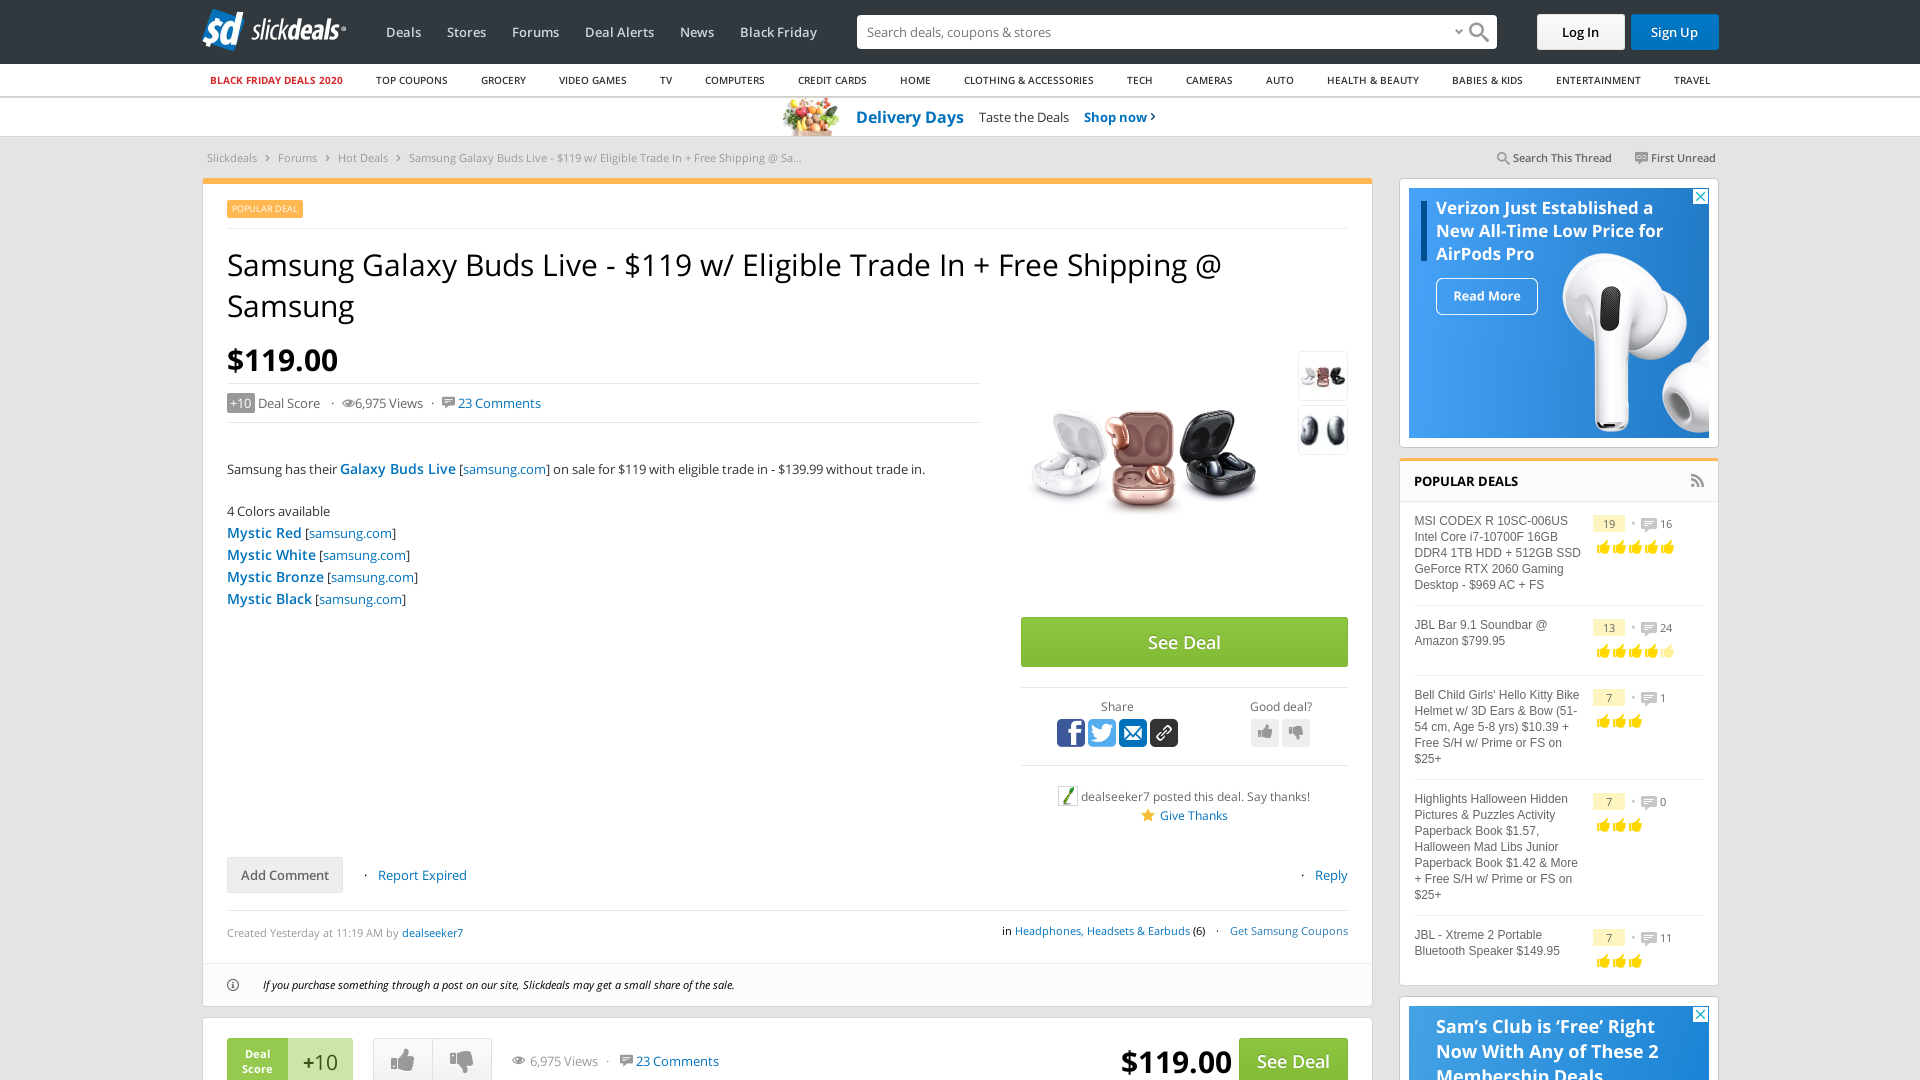 sd slickdeals
Deals Stores Forums Deal Alerts News Black Friday
Search deals, coupons & stores
Log In
Sign Up
BLACK FRIDAY DEALS 2020 TOP COUPONS GROCERY VIDEO GAMES TV COMPUTERS CREDIT CARDS HOME CLOTHING & ACCESSORIES TECH CAMERAS AUTO HEALTH & BEAUTY BABIES & KIDS ENTERTAINMENT TRAVEL
Delivery Days Taste the Deals Shop now ›
Slickdeals › Forums › Hot Deals › Samsung Galaxy Buds Live - $119 w/ Eligible Trade In + Free Shipping @ Sa...
Search This Thread
First Unread
POPULAR DEAL
Samsung Galaxy Buds Live - $119 w/ Eligible Trade In + Free Shipping @
Samsung
$119.00
+10 Deal Score · 6,975 Views · 23 Comments
Samsung has their Galaxy Buds Live [samsung.com] on sale for $119 with eligible trade in - $139.99 without trade in.
4 Colors available
Mystic Red [samsung.com]
Mystic White [samsung.com]
Mystic Bronze [samsung.com]
Mystic Black [samsung.com]
See Deal
Share
Good deal?
dealseeker7 posted this deal. Say thanks!
Give Thanks
Add Comment · Report Expired
· Reply
Created Yesterday at 11:19 AM by dealseeker7
in Headphones, Headsets & Earbuds (6) · Get Samsung Coupons
If you purchase something through a post on our site, Slickdeals may get a small share of the sale.
Deal
Score
+10
6,975 Views · 23 Comments
$119.00
See Deal
Verizon Just Established a
New All-Time Low Price for
AirPods Pro
Read More
POPULAR DEALS
MSI CODEX R 10SC-006US
Intel Core i7-10700F 16GB
DDR4 1TB HDD + 512GB SSD
GeForce RTX 2060 Gaming
Desktop - $969 AC + FS
19 • 16
JBL Bar 9.1 Soundbar @
Amazon $799.95
13 • 24
Bell Child Girls' Hello Kitty Bike
Helmet w/ 3D Ears & Bow (51-
54 cm, Age 5-8 yrs) $10.39 +
Free S/H w/ Prime or FS on
$25+
7 • 1
Highlights Halloween Hidden
Pictures & Puzzles Activity
Paperback Book $1.57,
Halloween Mad Libs Junior
Paperback Book $1.42 & More
+ Free S/H w/ Prime or FS on
$25+
7 • 0
JBL - Xtreme 2 Portable
Bluetooth Speaker $149.95
7 • 11
Sam's Club is ‘Free’ Right
Now With Any of These 2
Membership Deals